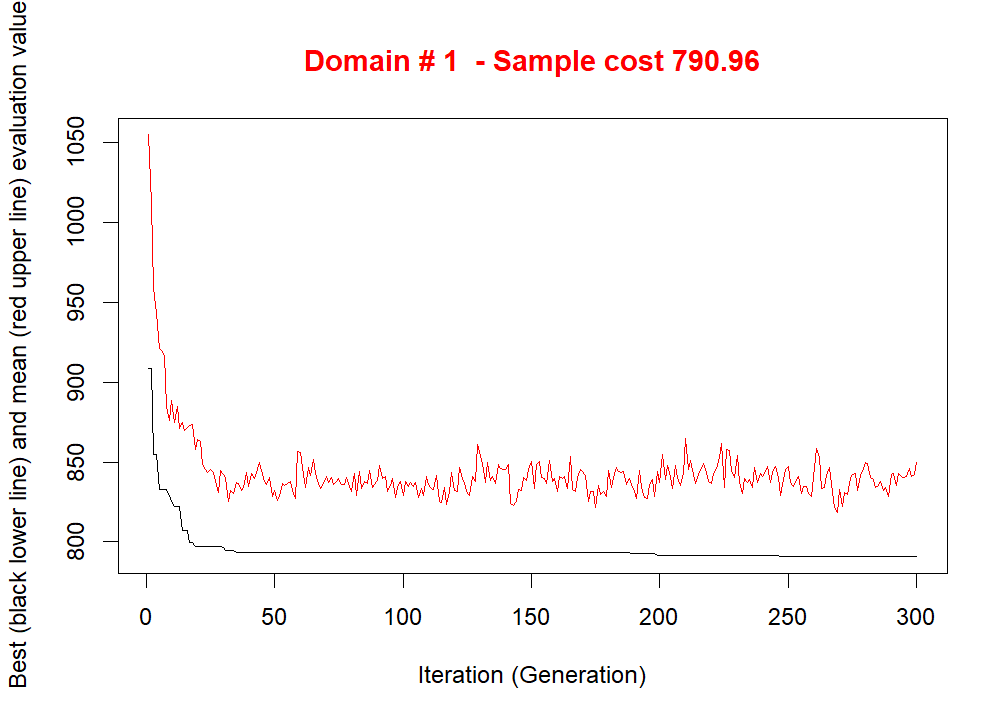 Domain # 1  - Sample cost 790.96
Best (black lower line) and mean (red upper line) evaluation value
1050
1000
950
900
850
800
0 50 100 150 200 250 300
Iteration (Generation)